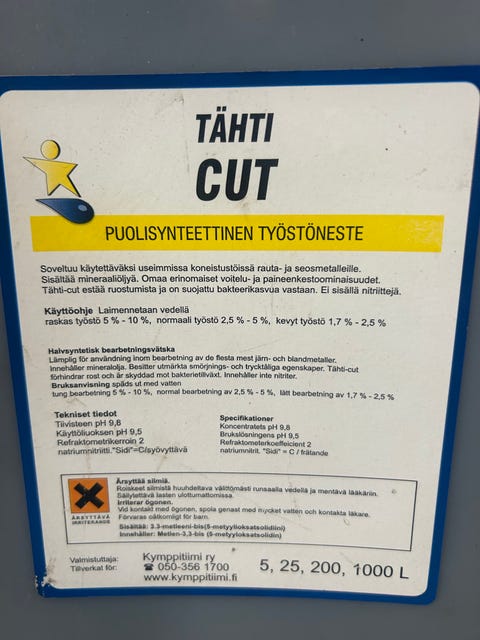 TÄHTI
CUT
PUOLISYNTEETTINEN TYÖSTÖNESTE
Soveltuu käytettäväksi useimmissa koneistustöissä rauta- ja seosmetalleille.
Sisältää mineraaliöljyä. Omaa erinomaiset voitelu- ja paineenkestoominaisuudet.
Tähti-cut estää ruostumista ja on suojattu bakteerikasvua vastaan. Ei sisällä nitriittejä.
Käyttöohje Laimennetaan vedellä
raskas työstö 5 % - 10 %, normaali työstö 2,5 % - 5 %, kevyt työstö 1,7 % - 2,5 %
Halvsyntetisk bearbetningsvätska
Lämplig för användning inom bearbetning av de flesta mest järn- och blandmetaller.
Innehåller mineralolja. Besitter utmärkta smörjnings- och trycktåliga egenskaper. Tähti-cut
förhindrar rost och är skyddad mot bakterietillväxt. Innehåller inte nitriter.
Bruksanvisning späds ut med vatten
tung bearbetning 5 % - 10 %, normal bearbetning av 2,5% - 5 %, lätt bearbetning av 1,7% - 2,5 %
Tekniset tiedot
Tiivisteen pH 9,8
Käyttöliuoksen pH 9,5
Refraktometrikerroin 2
natriumnitriitti."Sidi"=C/syövyttävä
Specifikationer
Koncentratets pH 9,8
Brukslösningens pH 9,5
Refraktometerkoefficient 2
natriumnitrit. "Sidi" = C / frätande
ÄRSYTTÄVÄ
IRRITERANDE
Ärsyttää silmiä.
Roiskeet silmistä huuhdeltava välittömästi runsaalla vedellä ja mentävä lääkäriin.
Säilytettävä lasten ulottumattomissa.
Irriterar ögonen.
Vid kontakt med ögonen, spola genast med mycket vatten och kontakta läkare.
Förvaras oåtkomligt för barn.
Sisältää: 3.3-metleeni-bis(5-metyylioksatsolidiini)
Innehåller: Metlen-3,3-bis (5-metyylioksatsolidiini)
Valmistuttaja:
Tillverkat för:
Kymppitiimi ry
☎ 050-356 1700
www.kymppitiimi.fi
5, 25, 200, 1000 L